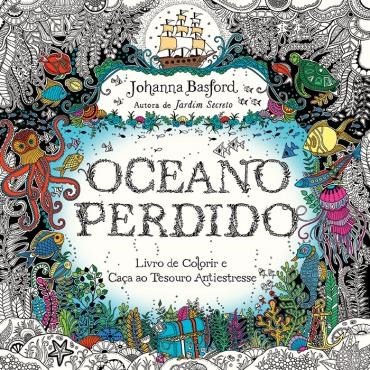 Johanna Basford,
Autora de Jardim Secreto
OCEANO
PERDIDO
Livro de Colorir e
Caça ao Tesouro Antiestresse